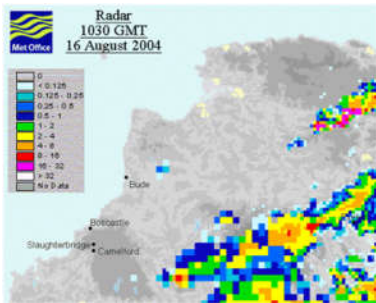 Met Office
Radar
1030 GMT
16 August 2004
0
< 0.125
0.125 - 0.25
0.25 - 0.5
0.5 - 1
1 - 2
2 - 4
4 - 8
8 - 16
16 - 32
> 32
No Data
Bude
Boscastle
Slaughterbridge
Camelford